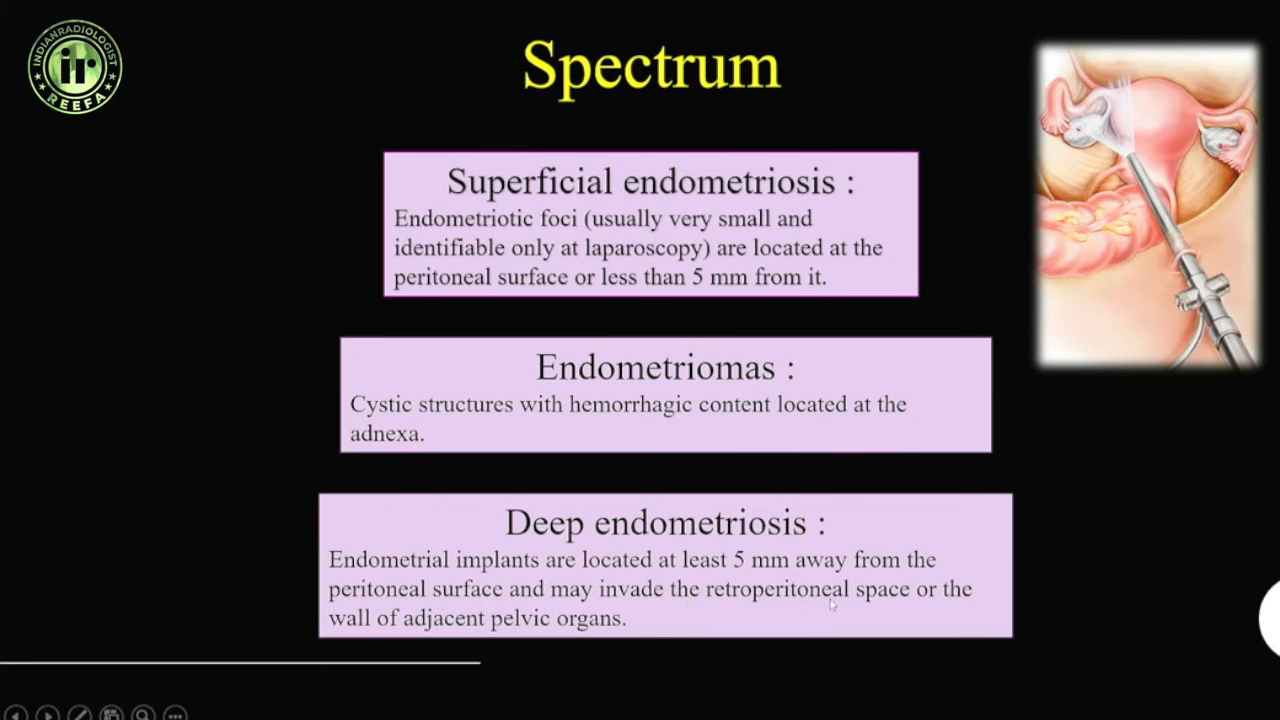 INDIANRADIOLOGIST
ir
REEFA
Spectrum
Superficial endometriosis :
Endometriotic foci (usually very small and
identifiable only at laparoscopy) are located at the
peritoneal surface or less than 5 mm from it.
Endometriomas :
Cystic structures with hemorrhagic content located at the
adnexa.
Deep endometriosis :
Endometrial implants are located at least 5 mm away from the
peritoneal surface and may invade the retroperitoneal space or the
wall of adjacent pelvic organs.